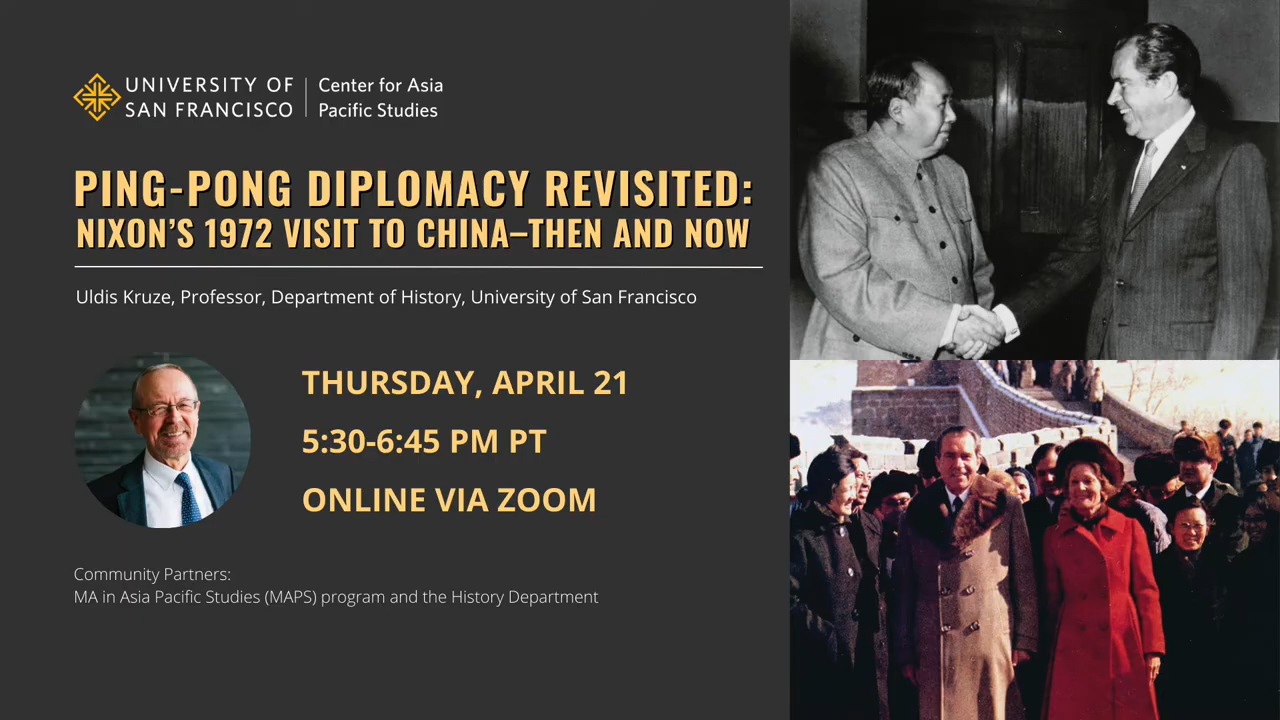 UNIVERSITY OF
SAN FRANCISCO
Center for Asia
Pacific Studies
PING-PONG DIPLOMACY REVISITED:
NIXON’S 1972 VISIT TO CHINA–THEN AND NOW
Uldis Kruze, Professor, Department of History, University of San Francisco
THURSDAY, APRIL 21
5:30-6:45 PM PT
ONLINE VIA ZOOM
Community Partners:
MA in Asia Pacific Studies (MAPS) program and the History Department